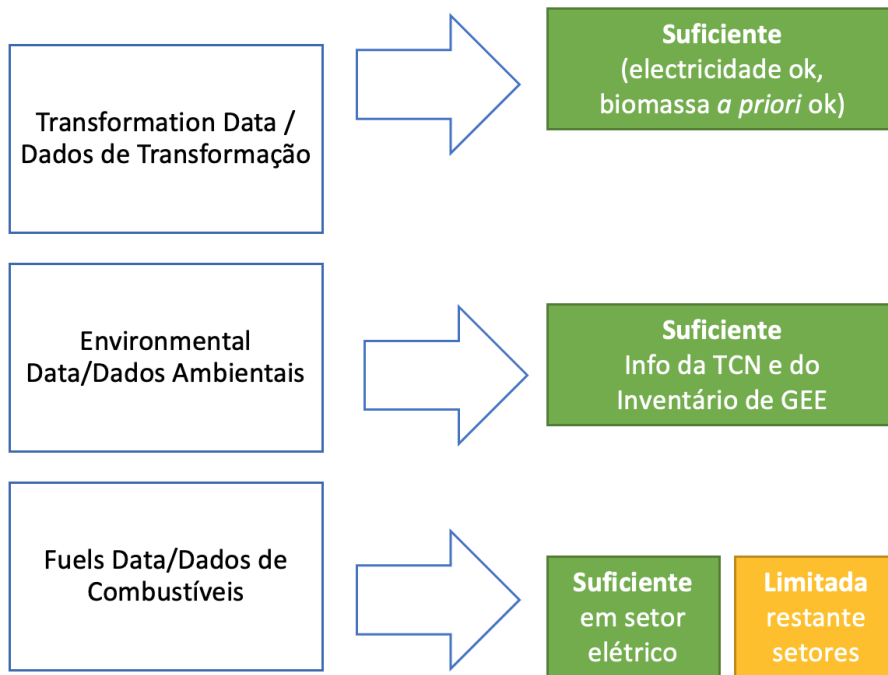 Transformation Data /
Dados de Transformação
Suficiente
(electricidade ok,
biomassa a priori ok)
Environmental
Data/Dados Ambientais
Suficiente
Info da TCN e do
Inventário de GEE
Fuels Data/Dados de
Combustíveis
Suficiente
em setor
elétrico
Limitada
restante
setores